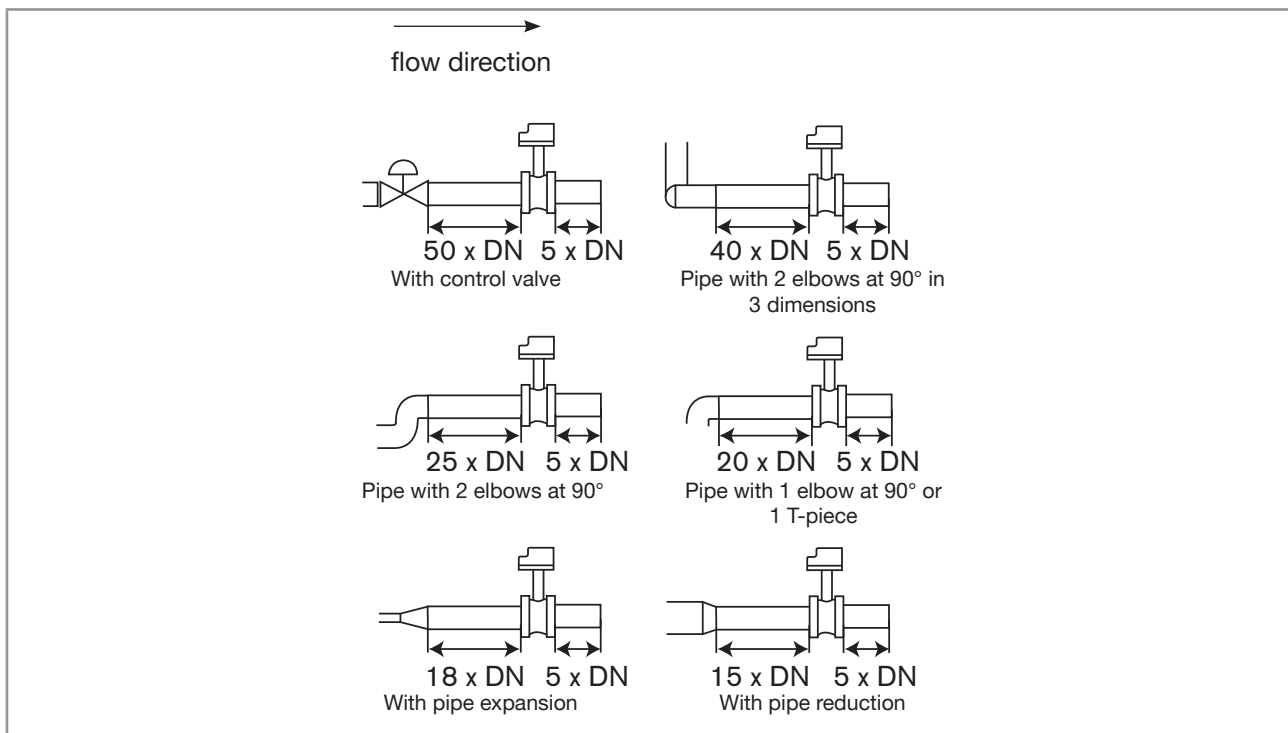 flow direction
50 x DN 5 x DN
With control valve
40 x DN 5 x DN
Pipe with 2 elbows at 90° in
3 dimensions
25 x DN 5 x DN
Pipe with 2 elbows at 90°
20 x DN 5 x DN
Pipe with 1 elbow at 90° or
1 T-piece
18 x DN 5 x DN
With pipe expansion
15 x DN 5 x DN
With pipe reduction